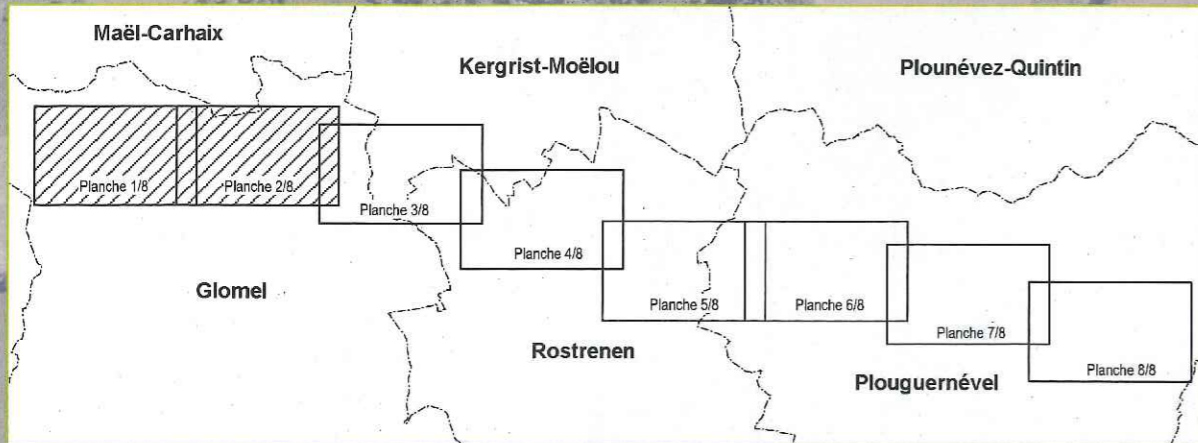 Maël-Carhaix
Kergrist-Moëlou
Plounévez-Quintin
Planche 1/8
Planche 2/8
Planche 3/8
Planche 4/8
Glomel
Planche 5/8
Planche 6/8
Planche 7/8
Rostrenen
Planche 8/8
Plouguernével